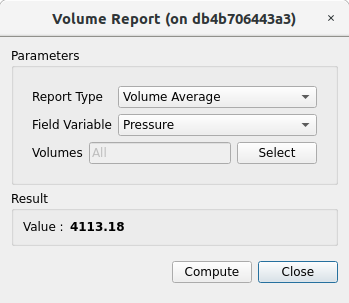 Volume Report (on db4b706443a3) ×
Parameters
Report Type Volume Average
Field Variable Pressure
Volumes All Select
Result
Value : 4113.18
Compute Close